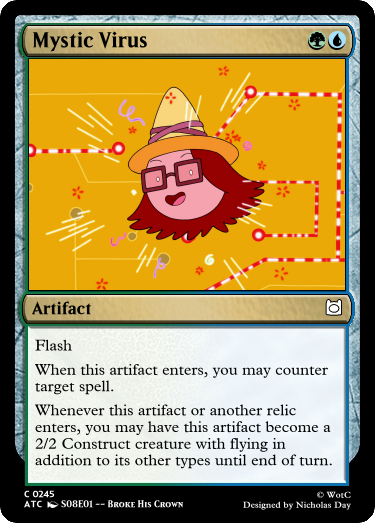 Mystic Virus
Artifact
Flash
When this artifact enters, you may counter
target spell.
Whenever this artifact or another relic
enters, you may have this artifact become a
2/2 Construct creature with flying in
addition to its other types until end of turn.
C 0245
ATC S08E01 -- Broke His Crown
© WotC
Designed by Nicholas Day